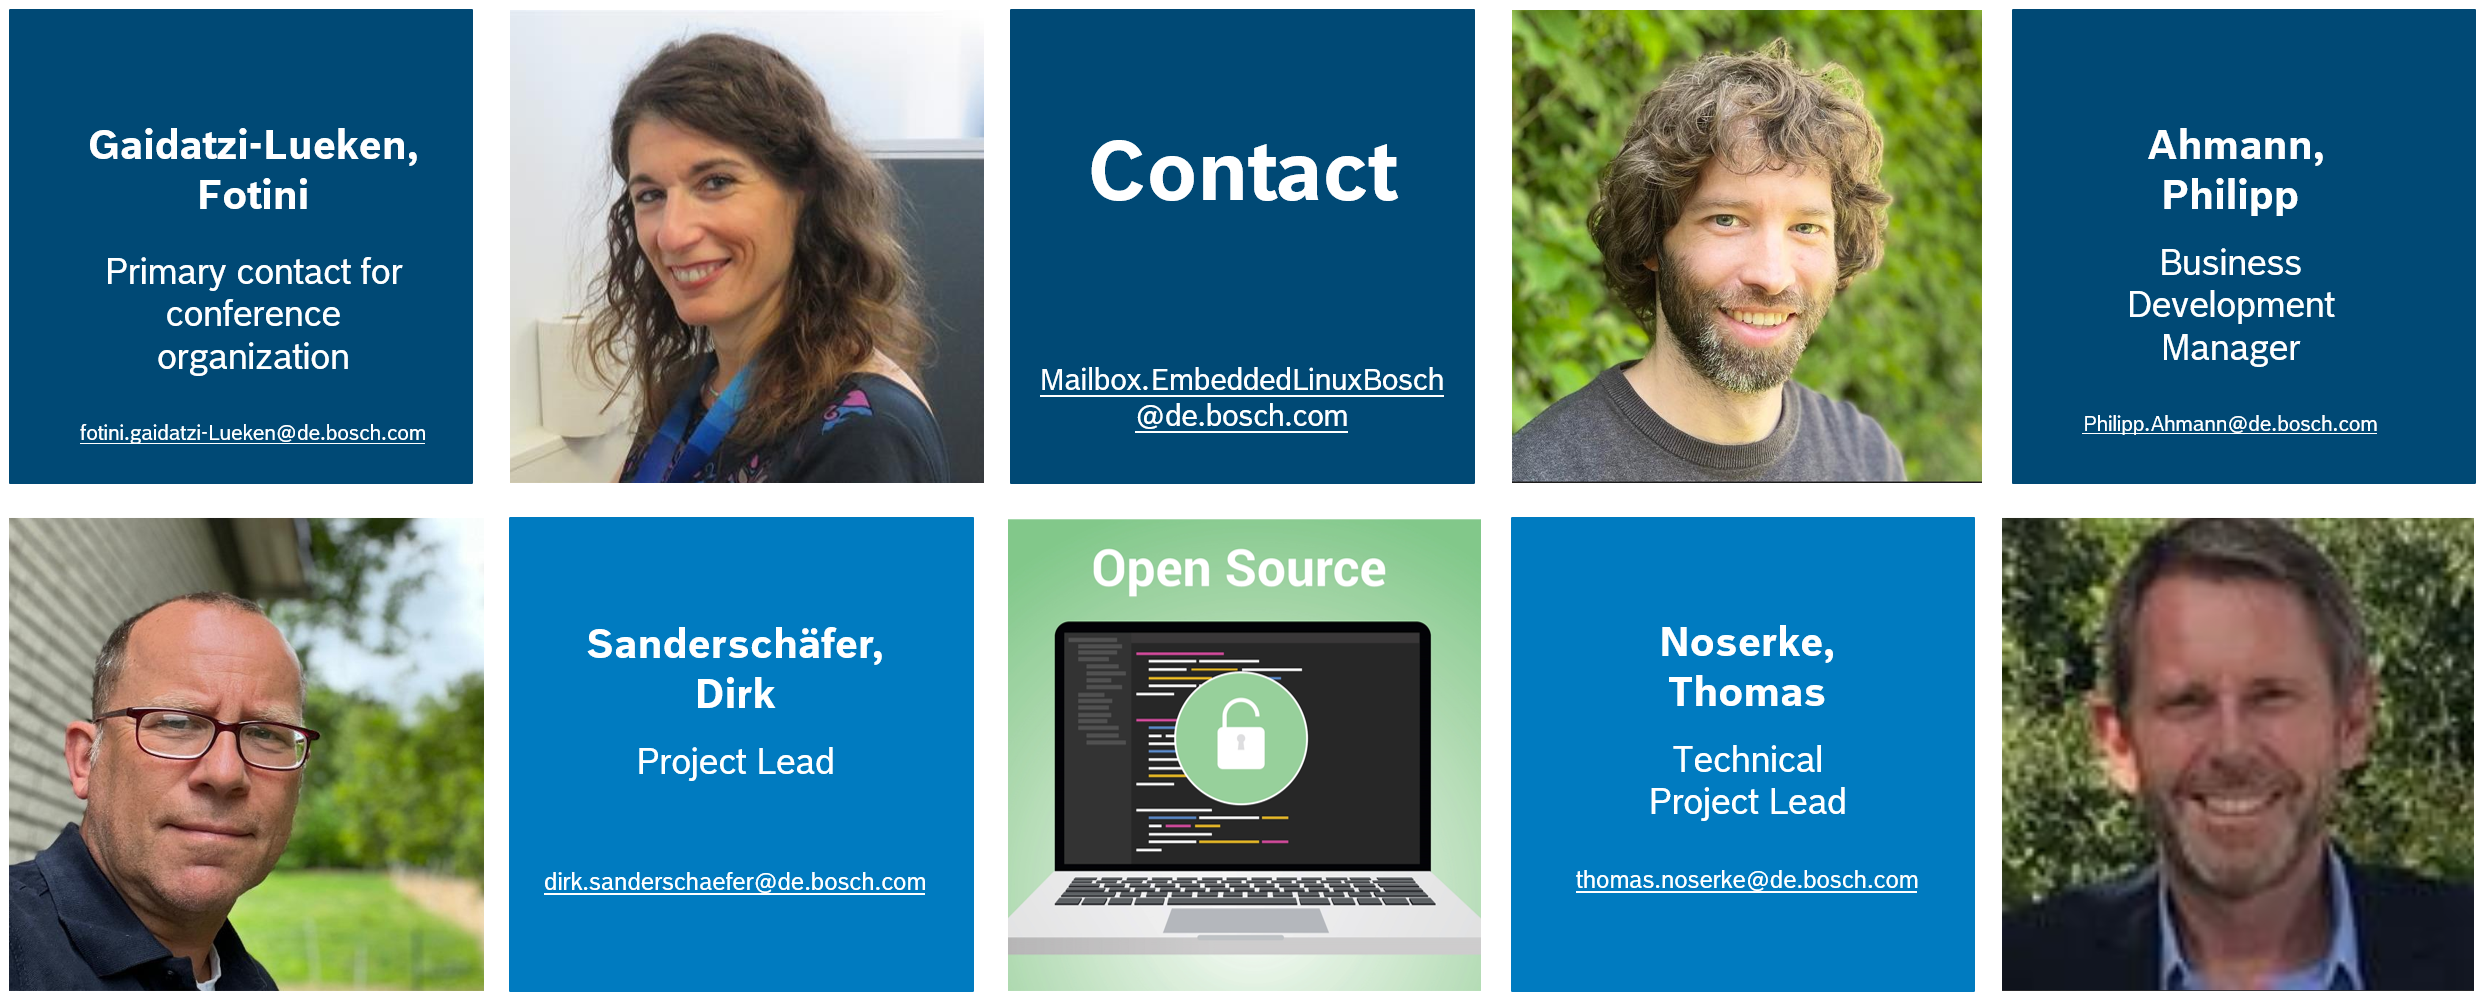 Gaidatzi-Lueken,
Fotini
Primary contact for
conference
organization
fotini.gaidatzi-Lueken@de.bosch.com
Contact
Mailbox.EmbeddedLinuxBosch
@de.bosch.com
Ahmann,
Philipp
Business
Development
Manager
Philipp.Ahmann@de.bosch.com
Sanderschäfer,
Dirk
Project Lead
dirk.sanderschaefer@de.bosch.com
Open Source
Noserke,
Thomas
Technical
Project Lead
thomas.noserke@de.bosch.com